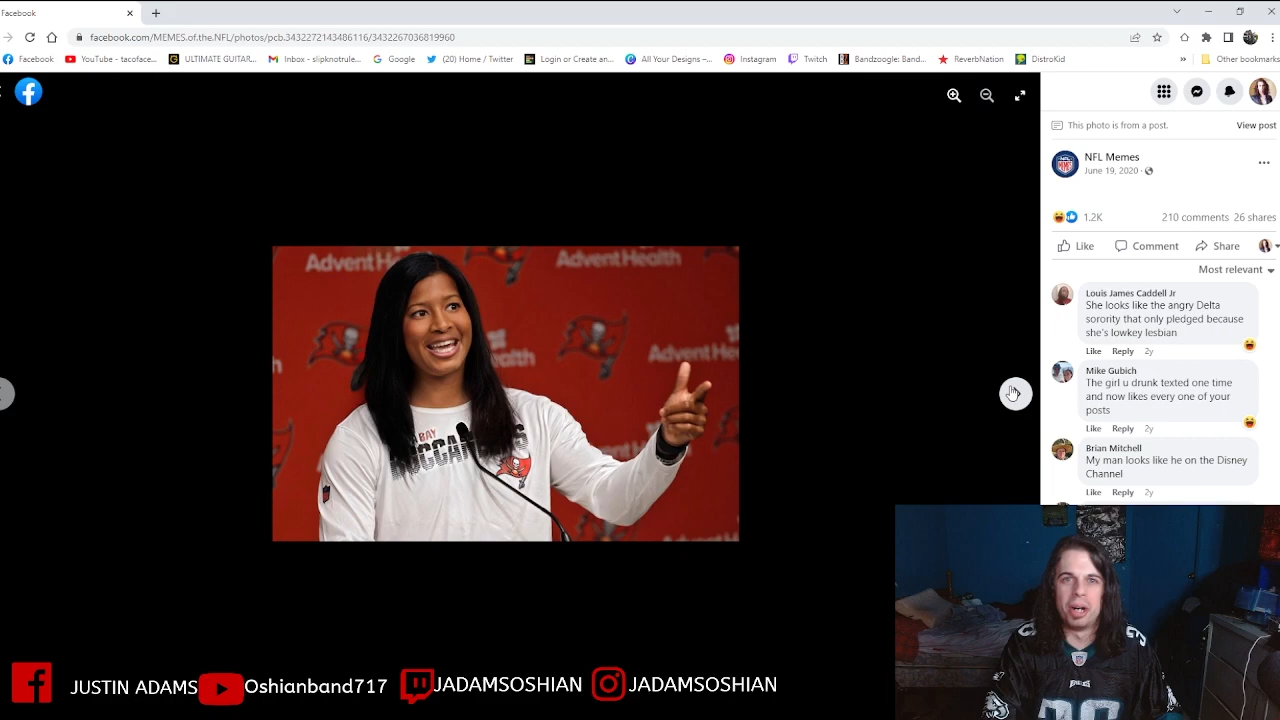 Facebook
facebook.com/MEMES.of.the.NFL/photos/pcb.3432272143486116/3432267036819960
Facebook
YouTube - tacoface...
ULTIMATE GUITAR...
Inbox - slipknotrule...
Google
(20) Home / Twitter
Login or Create an...
All Your Designs –...
Instagram
Twitch
Bandzoogle: Band...
ReverbNation
DistroKid
Other bookmarks
This photo is from a post.
View post
NFL Memes
June 19, 2020
1.2K
210 comments 26 shares
Like
Comment
Share
Most relevant
Louis James Caddell Jr
She looks like the angry Delta
sorority that only pledged because
she's lowkey lesbian
Like Reply 2y
Mike Gubich
The girl u drunk texted one time
and now likes every one of your
posts
Like Reply 2y
Brian Mitchell
My man looks like he on the Disney
Channel
Like Reply 2y
AdventHealth
AdventHealth
BAY
BUCCANEERS
JUSTIN ADAMS
Oshianband717
JADAMSOSHIAN
JADAMSOSHIAN